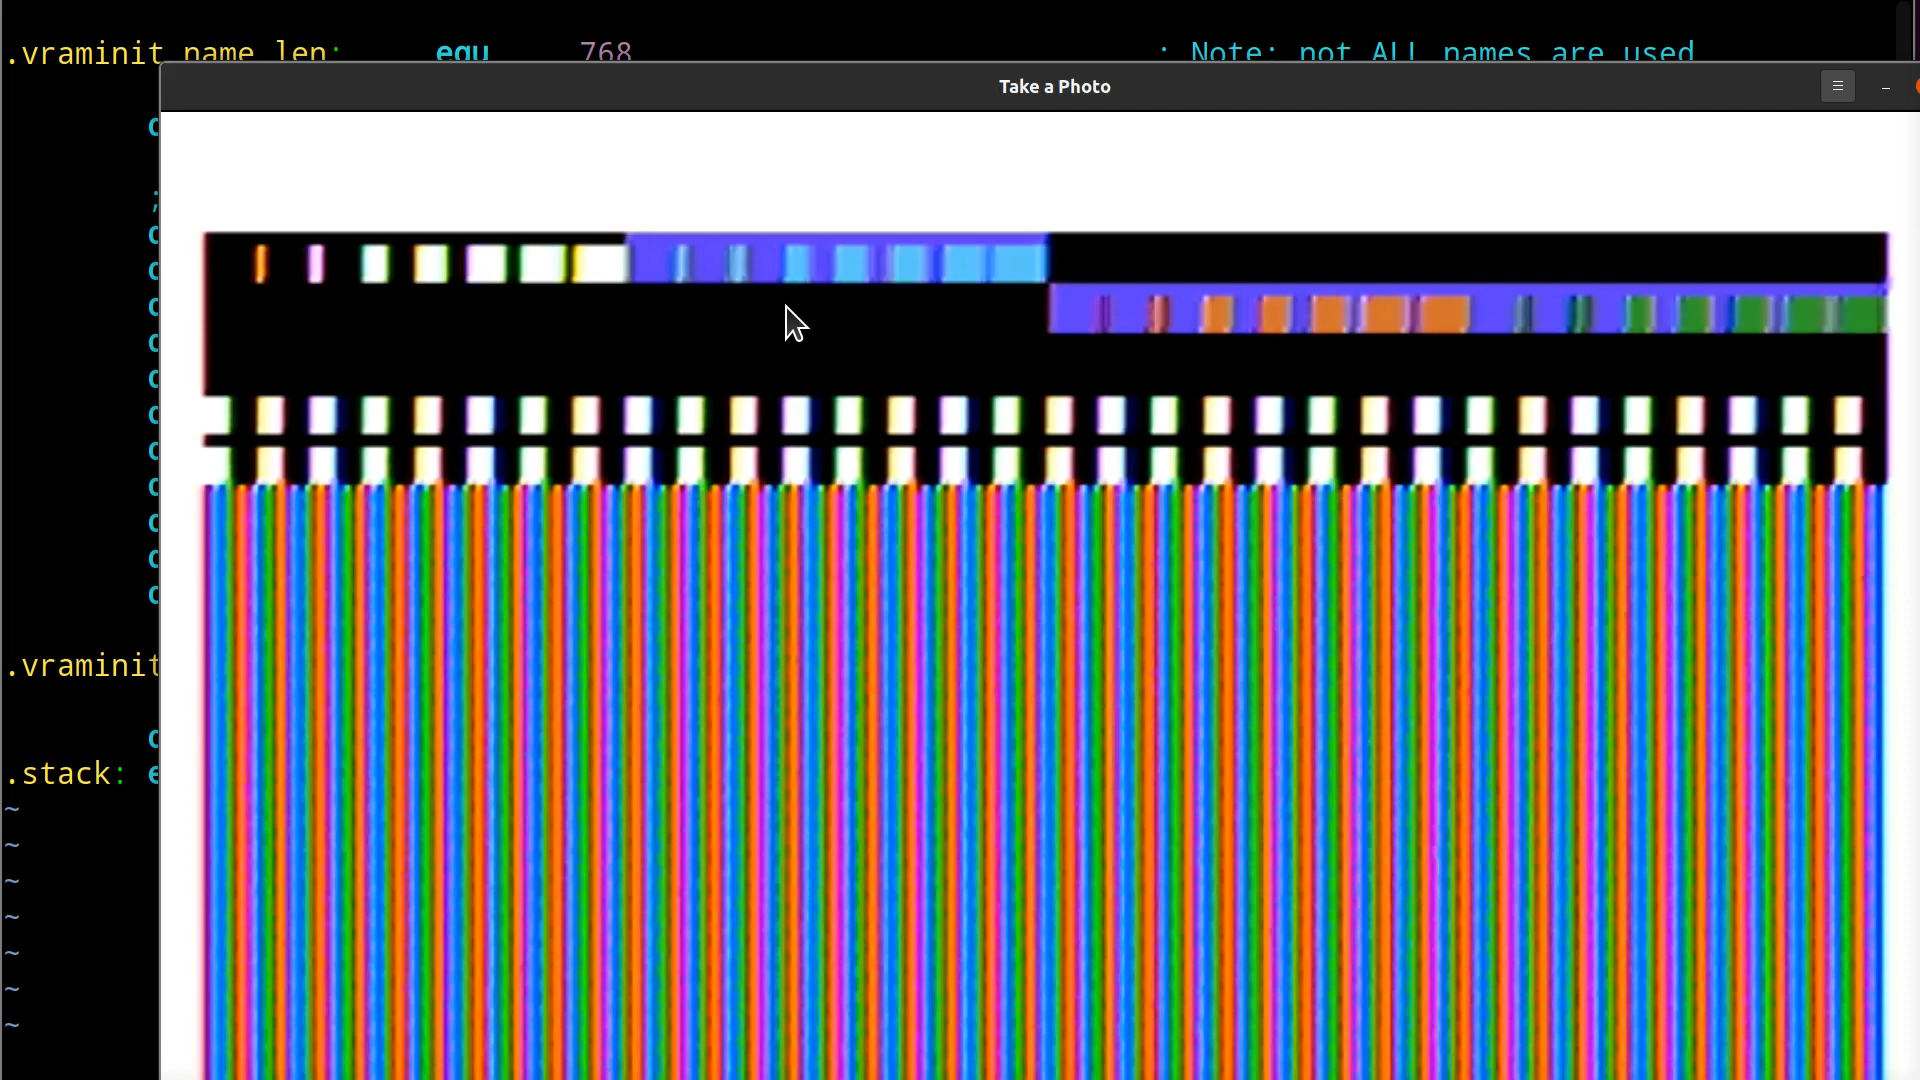 .vraminit_name_len: equ 768 ; Note: not ALL names are used
Take a Photo
;
.vraminit
.stack:
~
~
~
~
~
~
~